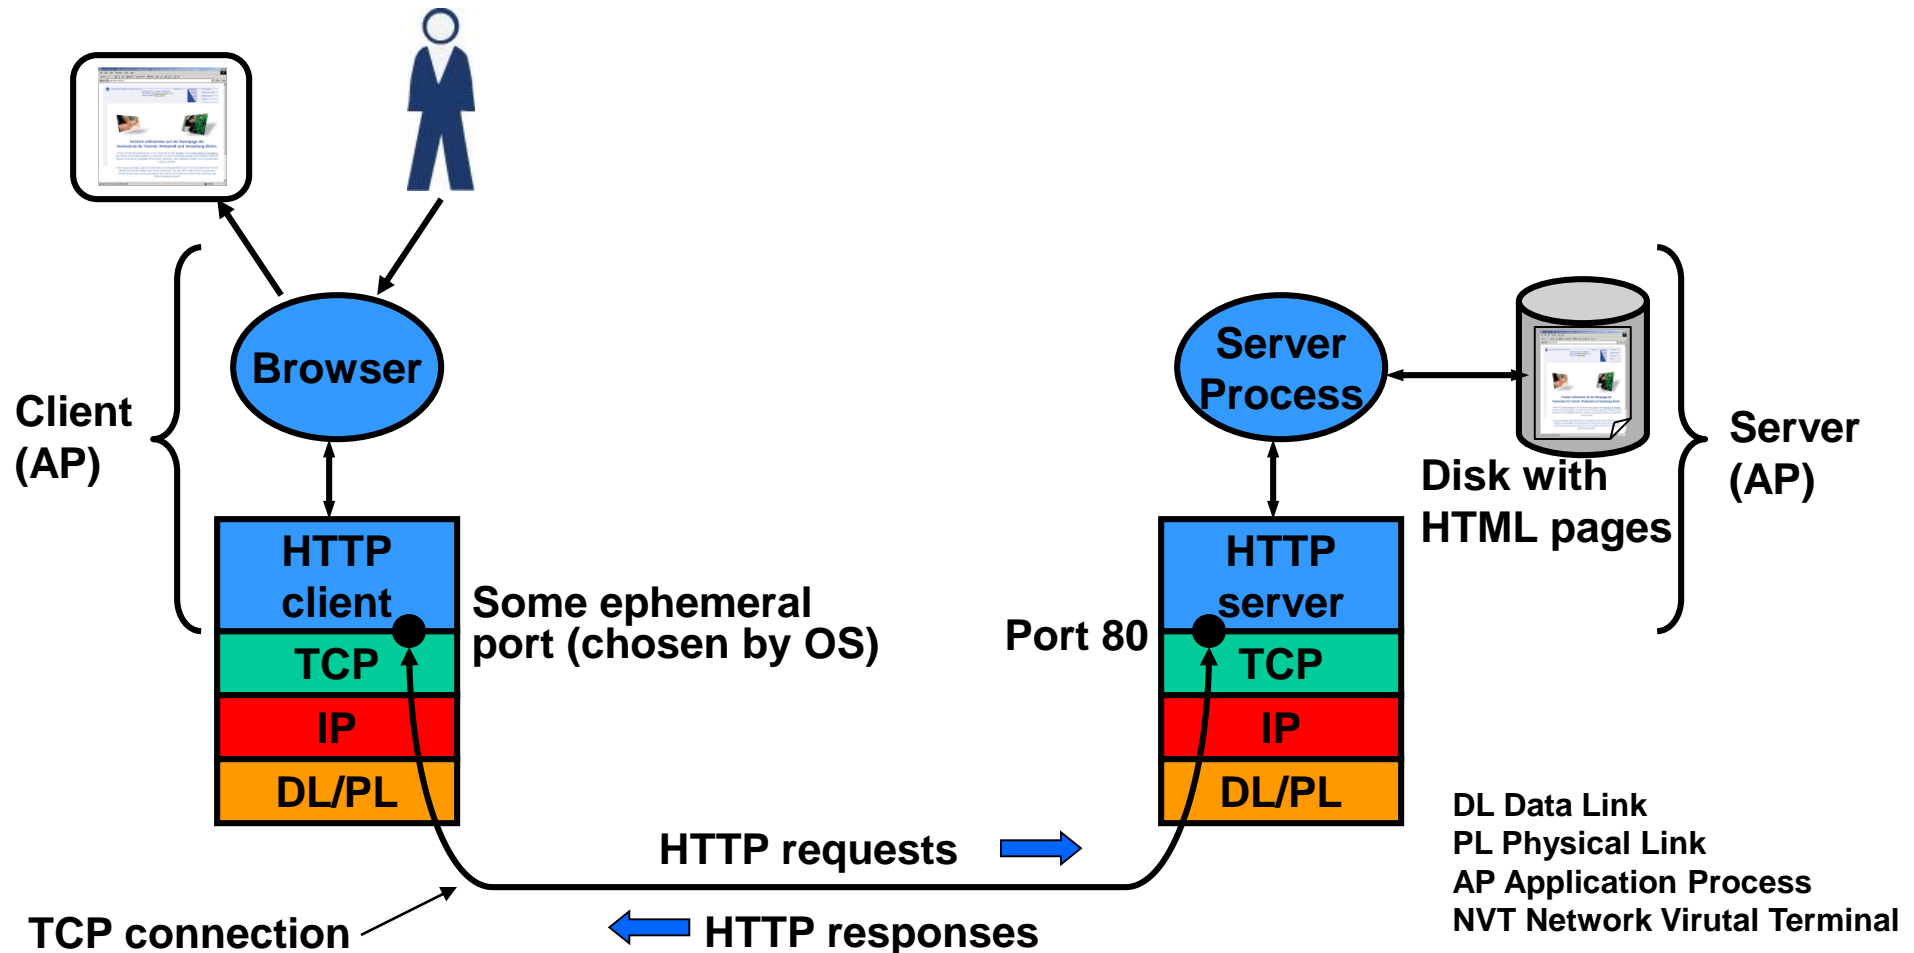 Browser
Server
Process
Client
(AP)
Server
(AP)
Disk with
HTML pages
HTTP
client
HTTP
server
Some ephemeral
port (chosen by OS)
Port 80
TCP
TCP
IP
IP
DL/PL
DL/PL
HTTP requests
HTTP responses
TCP connection
DL Data Link
PL Physical Link
AP Application Process
NVT Network Virutal Terminal